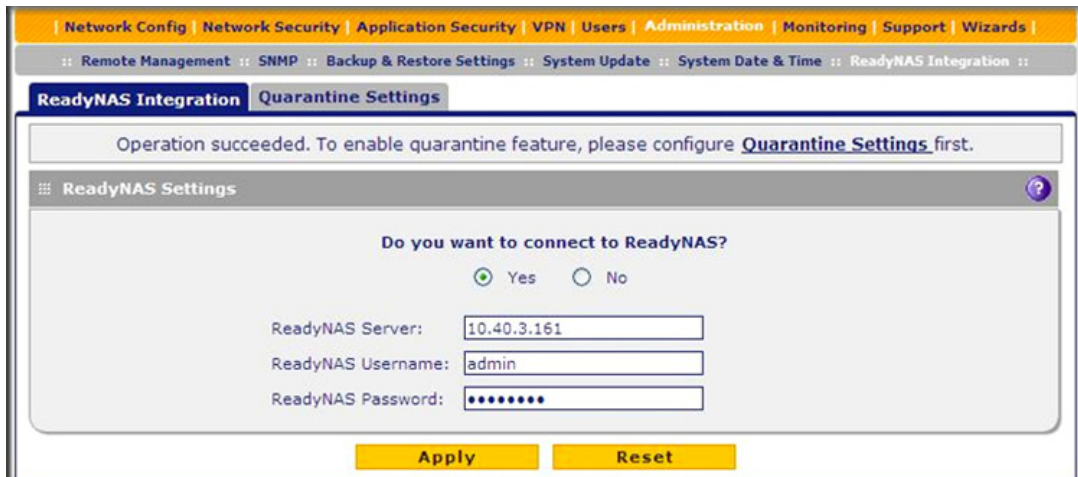 | Network Config | Network Security | Application Security | VPN | Users | Administration | Monitoring | Support | Wizards |
:: Remote Management :: SNMP :: Backup & Restore Settings :: System Update :: System Date & Time :: ReadyNAS Integration ::
ReadyNAS Integration Quarantine Settings
Operation succeeded. To enable quarantine feature, please configure Quarantine Settings first.
ReadyNAS Settings ?
Do you want to connect to ReadyNAS?
Yes No
ReadyNAS Server: 10.40.3.161
ReadyNAS Username: admin
ReadyNAS Password: ••••••••
Apply Reset